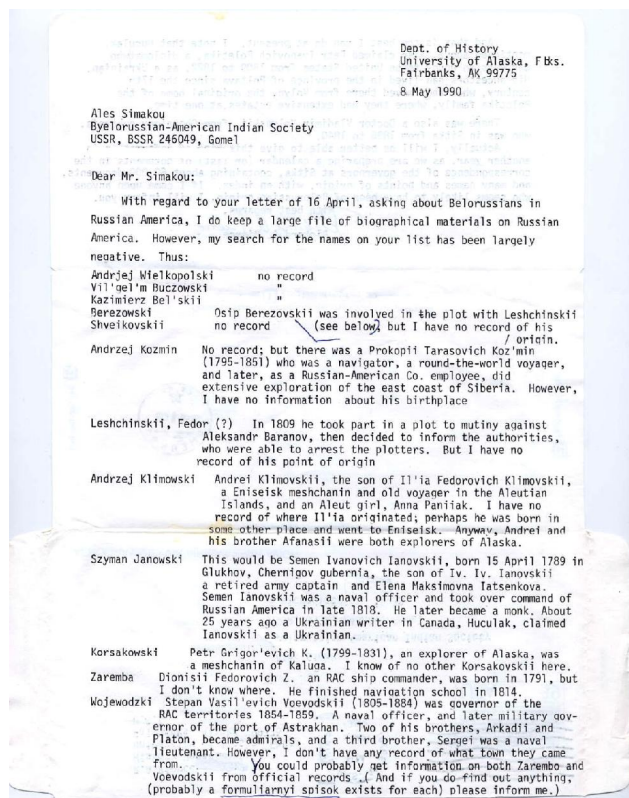 Dept. of History
University of Alaska, Fbks.
Fairbanks, AK 99775
8 May 1990
Ales Simakou
Byelorussian-American Indian Society
USSR, BSSR 246049, Gomel
Dear Mr. Simakou:
With regard to your letter of 16 April, asking about Belorussians in
Russian America, I do keep a large file of biographical materials on Russian
America. However, my search for the names on your list has been largely
negative. Thus:
Andrjej Wielkopolski no record
Vil'gel'm Buczowski "
Kazimierz Bel'skii "
Berezowski Osip Berezovskii was involved in the plot with Leshchinskii
Shveikovskii no record (see below) but I have no record of his
/ origin.
Andrzej Kozmin No record; but there was a Prokopii Tarasovich Koz'min
(1795-1851) who was a navigator, a round-the-world voyager,
and later, as a Russian-American Co. employee, did
extensive exploration of the east coast of Siberia. However,
I have no information about his birthplace
Leshchinskii, Fedor (?) In 1809 he took part in a plot to mutiny against
Aleksandr Baranov, then decided to inform the authorities,
who were able to arrest the plotters. But I have no
record of his point of origin
Andrzej Klimowski Andrei Klimovskii, the son of Il'ia Fedorovich Klimovskii,
a Eniseisk meshchanin and old voyager in the Aleutian
Islands, and an Aleut girl, Anna Paniiak. I have no
record of where Il'ia originated; perhaps he was born in
some other place and went to Eniseisk. Anyway, Andrei and
his brother Afanasii were both explorers of Alaska.
Szyman Janowski This would be Semen Ivanovich Ianovskii, born 15 April 1789 in
Glukhov, Chernigov gubernia, the son of Iv. Iv. Ianovskii
a retired army captain and Elena Maksimovna Iatsenkova.
Semen Ianovskii was a naval officer and took over command of
Russian America in late 1818. He later became a monk. About
25 years ago a Ukrainian writer in Canada, Huculak, claimed
Ianovskii as a Ukrainian.
Korsakowski Petr Grigor'evich K. (1799-1831), an explorer of Alaska, was
a meshchanin of Kaluga. I know of no other Korsakovskii here.
Zaremba Dionisii Fedorovich Z. an RAC ship commander, was born in 1791, but
I don't know where. He finished navigation school in 1814.
Wojewodzki Stepan Vasil'evich Voevodskii (1805-1884) was governor of the
RAC territories 1854-1859. A naval officer, and later military gov-
ernor of the port of Astrakhan. Two of his brothers, Arkadii and
Platon, became admirals, and a third brother, Sergei was a naval
lieutenant. However, I don't have any record of what town they came
from. You could probably get information on both Zarembo and
Voevodskii from official records .( And if you do find out anything,
(probably a formuliarnyi spisok exists for each) please inform me.)